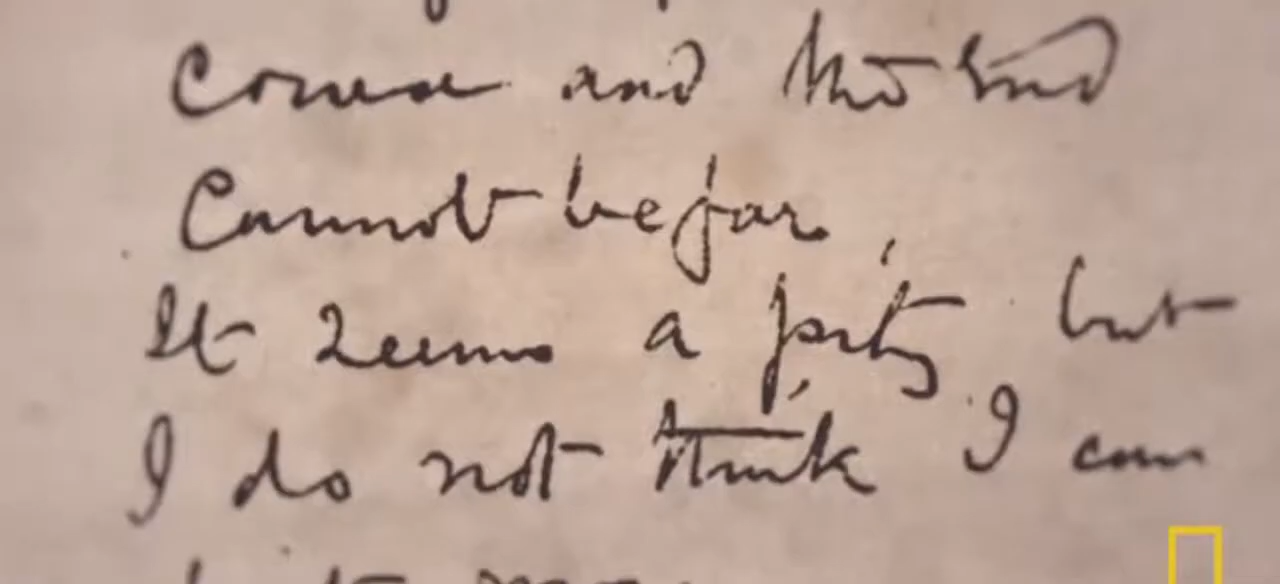 course and the end
cannot be far.
It seems a pity but
I do not think I can